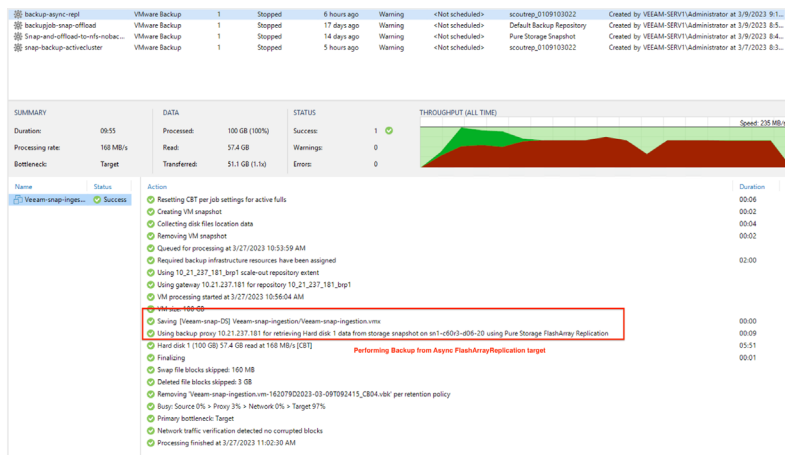 backup-async-repl VMware Backup 1 Stopped 6 hours ago Warning <Not scheduled> scoutrep_0109103022 Created by VEEAM-SERV1\Administrator at 3/9/2023 9:1...
backupjob-snap-offload VMware Backup 1 Stopped 17 days ago Warning <Not scheduled> Default Backup Repository Created by VEEAM-SERV1\Administrator at 3/9/2023 8:5...
Snap-and-offload-to-nfs-nobac... VMware Backup 1 Stopped 14 days ago Warning <Not scheduled> Pure Storage Snapshot Created by VEEAM-SERV1\Administrator at 3/9/2023 8:4...
snap-backup-activecluster VMware Backup 1 Stopped 5 hours ago Warning <Not scheduled> scoutrep_0109103022 Created by VEEAM-SERV1\Administrator at 3/7/2023 8:3...
SUMMARY DATA STATUS THROUGHPUT (ALL TIME)
Speed: 235 MB/s
Duration: 09:55 Processed: 100 GB (100%) Success: 1
Processing rate: 168 MB/s Read: 57.4 GB Warnings: 0
Bottleneck: Target Transferred: 51.1 GB (1.1x) Errors: 0
Name Status Action Duration
Veeam-snap-inges... Success Resetting CBT per job settings for active fulls 00:06
Creating VM snapshot 00:02
Collecting disk files location data 00:04
Removing VM snapshot 00:02
Queued for processing at 3/27/2023 10:53:59 AM
Required backup infrastructure resources have been assigned 02:00
Using 10_21_237_181_brp1 scale-out repository extent
Using gateway 10.21.237.181 for repository 10_21_237_181_brp1
VM processing started at 3/27/2023 10:56:04 AM
VM size: 100 GB
Saving [Veeam-snap-DS] Veeam-snap-ingestion/Veeam-snap-ingestion.vmx 00:00
Using backup proxy 10.21.237.181 for retrieving Hard disk 1 data from storage snapshot on sn1-c60r3-d06-20 using Pure Storage FlashArray Replication 00:09
Hard disk 1 (100 GB) 57.4 GB read at 168 MB/s [CBT] 05:51
Performing Backup from Async FlashArrayReplication target
Finalizing 00:01
Swap file blocks skipped: 160 MB
Deleted file blocks skipped: 3 GB
Removing 'Veeam-snap-ingestion.vm-162079D2023-03-09T092415_CB04.vbk' per retention policy
Busy: Source 0% > Proxy 3% > Network 0% > Target 97%
Primary bottleneck: Target
Network traffic verification detected no corrupted blocks
Processing finished at 3/27/2023 11:02:30 AM